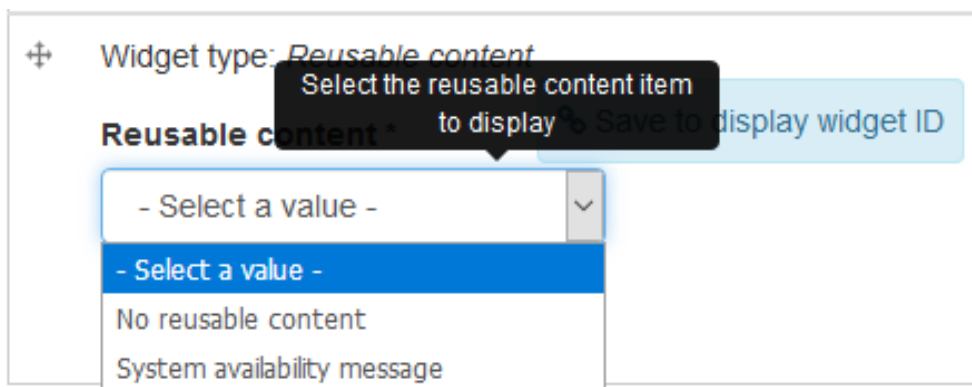 Widget type: Reusable content
Select the reusable content item
to display
Save to display widget ID
Reusable content *
- Select a value -
- Select a value -
No reusable content
System availability message